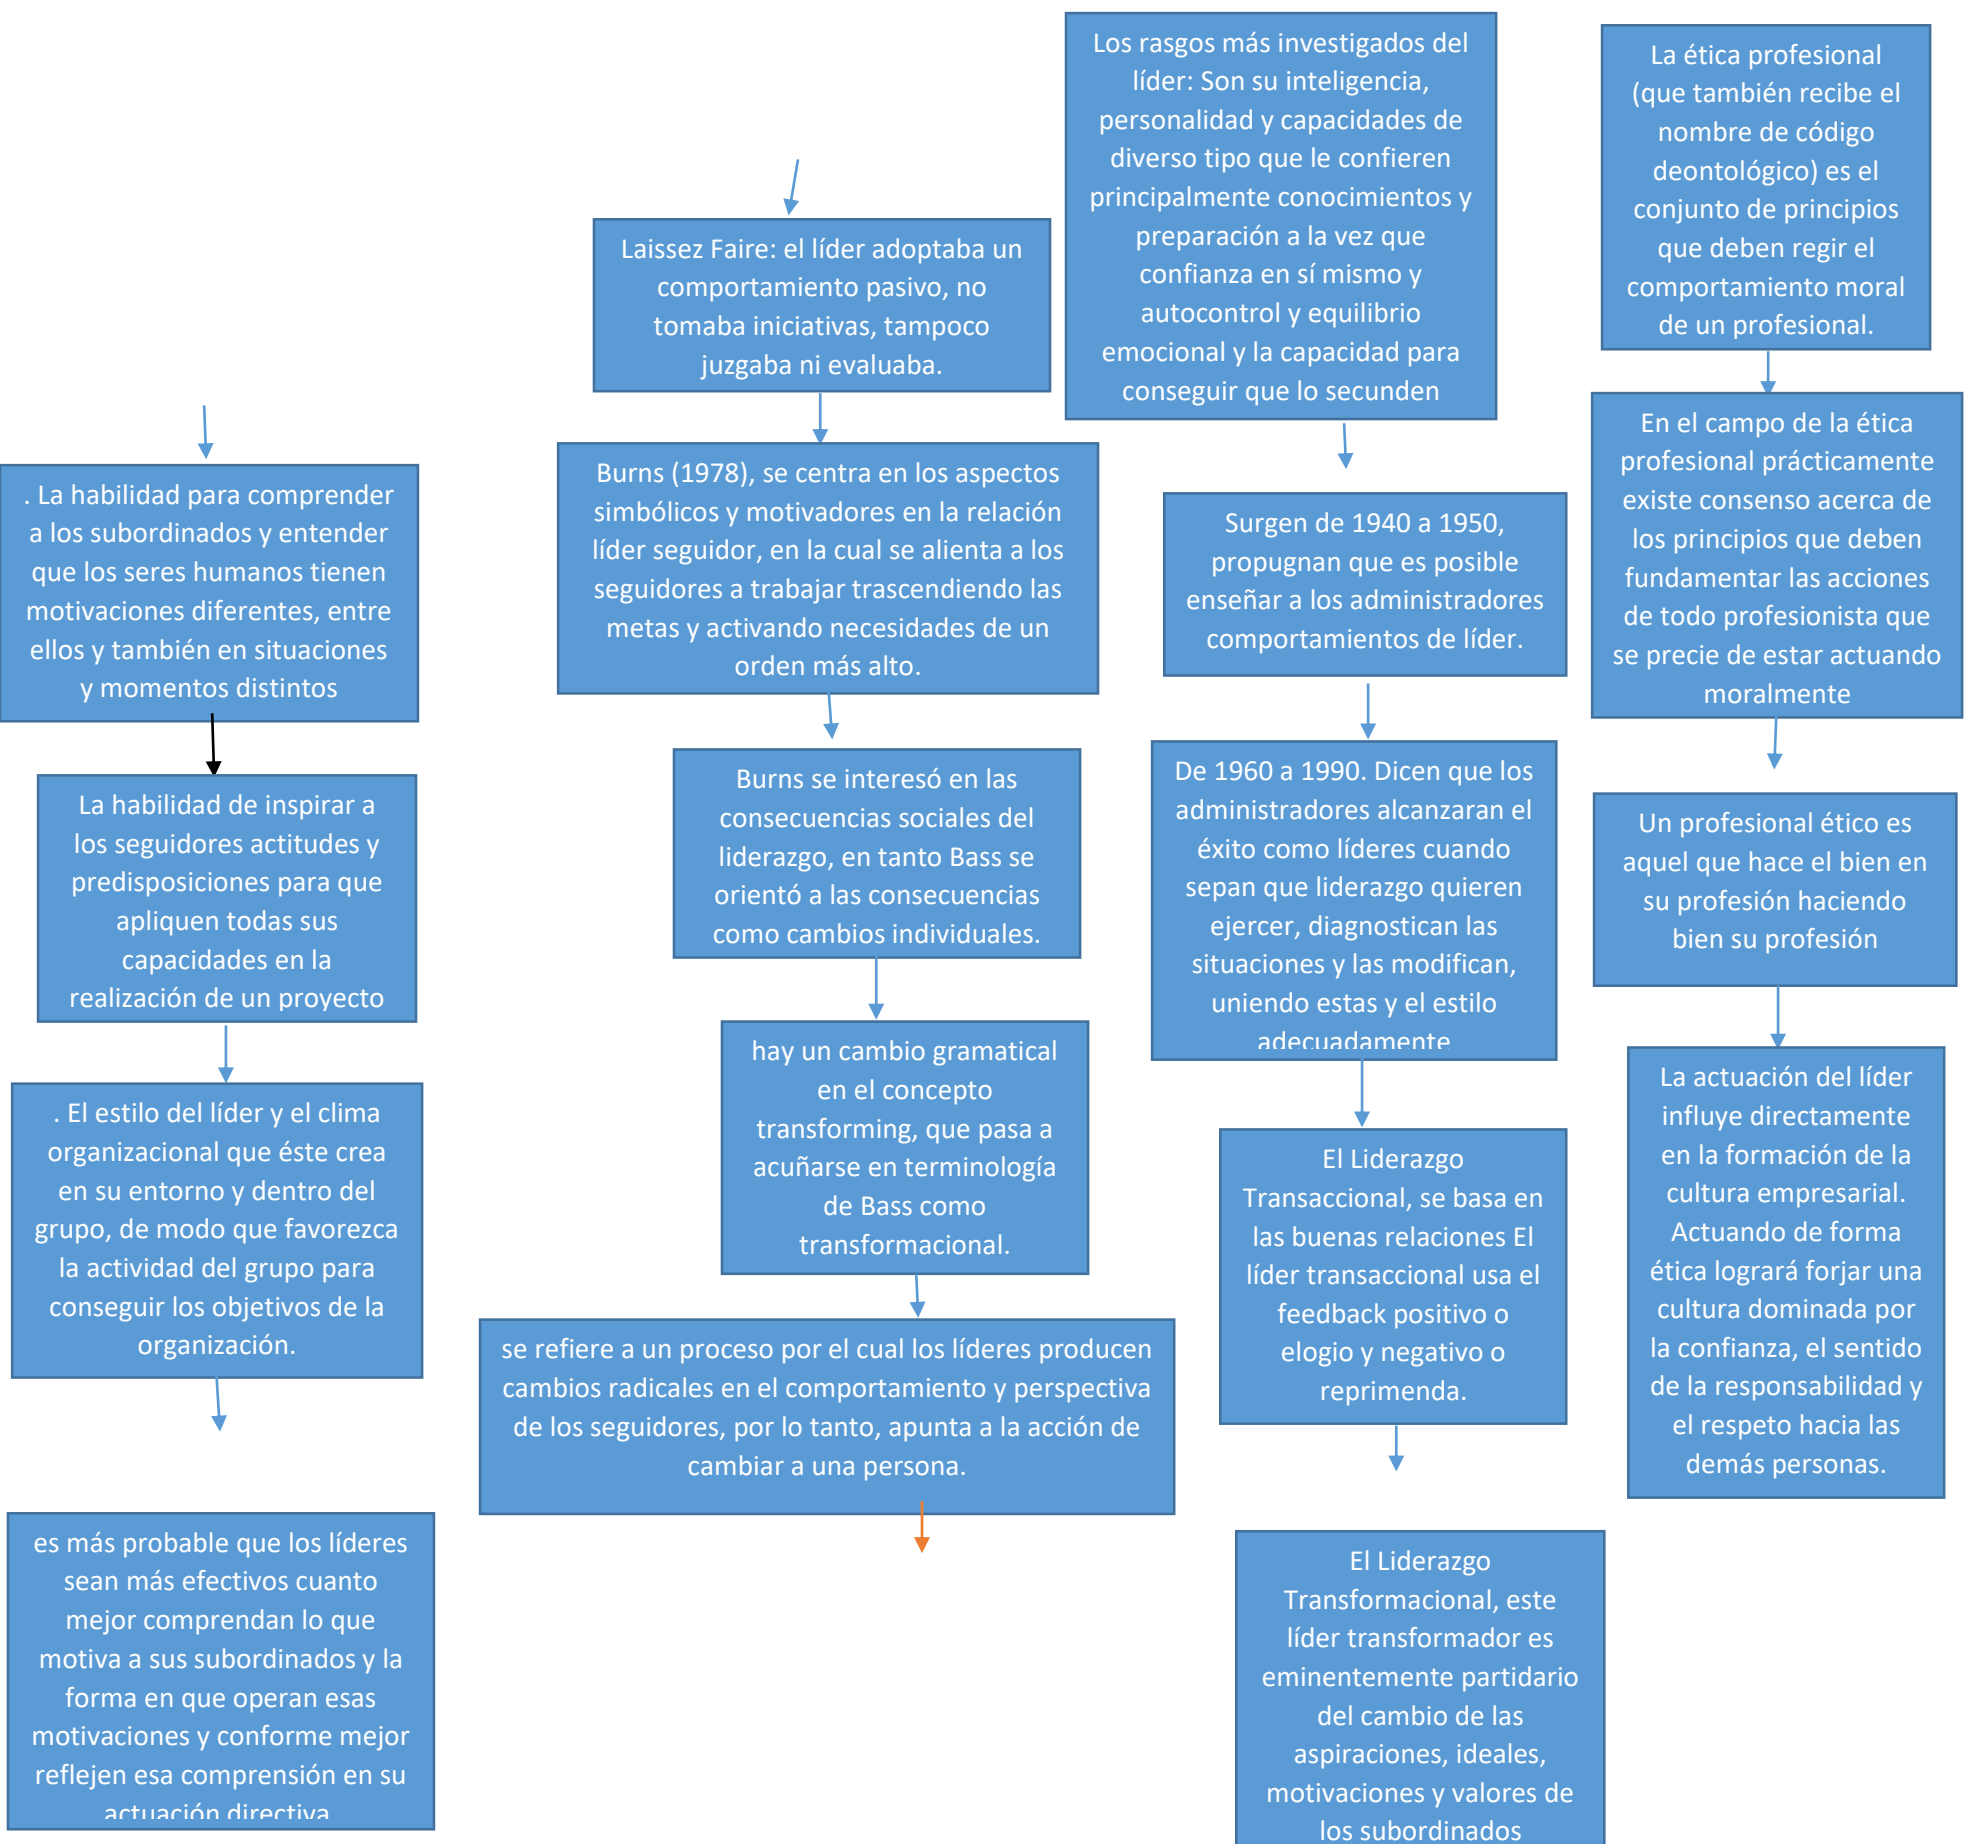 . La habilidad para comprender
a los subordinados y entender
que los seres humanos tienen
motivaciones diferentes, entre
ellos y también en situaciones
y momentos distintos
La habilidad de inspirar a
los seguidores actitudes y
predisposiciones para que
apliquen todas sus
capacidades en la
realización de un proyecto
. El estilo del líder y el clima
organizacional que éste crea
en su entorno y dentro del
grupo, de modo que favorezca
la actividad del grupo para
conseguir los objetivos de la
organización.
es más probable que los líderes
sean más efectivos cuanto
mejor comprendan lo que
motiva a sus subordinados y la
forma en que operan esas
motivaciones y conforme mejor
reflejen esa comprensión en su
actuación directiva
Laissez Faire: el líder adoptaba un
comportamiento pasivo, no
tomaba iniciativas, tampoco
juzgaba ni evaluaba.
Burns (1978), se centra en los aspectos
simbólicos y motivadores en la relación
líder seguidor, en la cual se alienta a los
seguidores a trabajar trascendiendo las
metas y activando necesidades de un
orden más alto.
Burns se interesó en las
consecuencias sociales del
liderazgo, en tanto Bass se
orientó a las consecuencias
como cambios individuales.
hay un cambio gramatical
en el concepto
transforming, que pasa a
acuñarse en terminología
de Bass como
transformacional.
se refiere a un proceso por el cual los líderes producen
cambios radicales en el comportamiento y perspectiva
de los seguidores, por lo tanto, apunta a la acción de
cambiar a una persona.
Los rasgos más investigados del
líder: Son su inteligencia,
personalidad y capacidades de
diverso tipo que le confieren
principalmente conocimientos y
preparación a la vez que
confianza en sí mismo y
autocontrol y equilibrio
emocional y la capacidad para
conseguir que lo secunden
Surgen de 1940 a 1950,
propugnan que es posible
enseñar a los administradores
comportamientos de líder.
De 1960 a 1990. Dicen que los
administradores alcanzaran el
éxito como líderes cuando
sepan que liderazgo quieren
ejercer, diagnostican las
situaciones y las modifican,
uniendo estas y el estilo
adecuadamente
El Liderazgo
Transaccional, se basa en
las buenas relaciones El
líder transaccional usa el
feedback positivo o
elogio y negativo o
reprimenda.
El Liderazgo
Transformacional, este
líder transformador es
eminentemente partidario
del cambio de las
aspiraciones, ideales,
motivaciones y valores de
los subordinados
La ética profesional
(que también recibe el
nombre de código
deontológico) es el
conjunto de principios
que deben regir el
comportamiento moral
de un profesional.
En el campo de la ética
profesional prácticamente
existe consenso acerca de
los principios que deben
fundamentar las acciones
de todo profesionista que
se precie de estar actuando
moralmente
Un profesional ético es
aquel que hace el bien en
su profesión haciendo
bien su profesión
La actuación del líder
influye directamente
en la formación de la
cultura empresarial.
Actuando de forma
ética logrará forjar una
cultura dominada por
la confianza, el sentido
de la responsabilidad y
el respeto hacia las
demás personas.